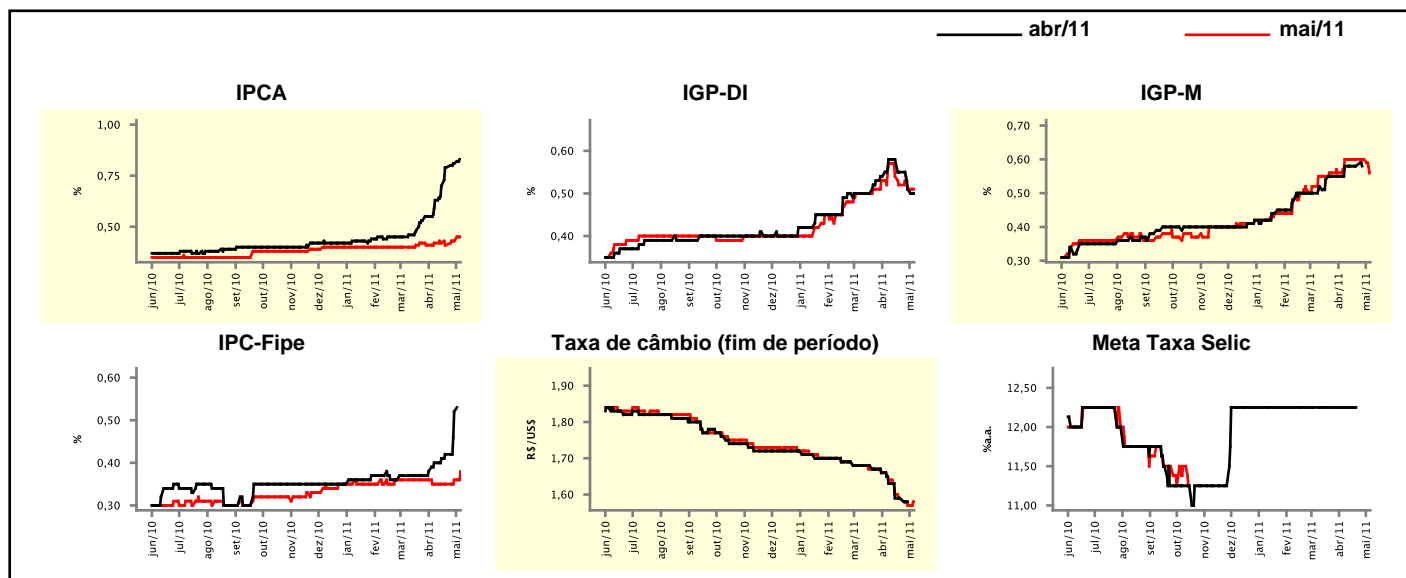 abr/11 mai/11
IPCA
1,00
0,75
0,50
%
jun/10 jul/10 ago/10 set/10 out/10 nov/10 dez/10 jan/11 fev/11 mar/11 abr/11 mai/11
IGP-DI
0,60
0,50
0,40
%
jun/10 jul/10 ago/10 set/10 out/10 nov/10 dez/10 jan/11 fev/11 mar/11 abr/11 mai/11
IGP-M
0,70
0,60
0,50
0,40
0,30
%
jun/10 jul/10 ago/10 set/10 out/10 nov/10 dez/10 jan/11 fev/11 mar/11 abr/11 mai/11
IPC-Fipe
0,60
0,50
0,40
0,30
%
jun/10 jul/10 ago/10 set/10 out/10 nov/10 dez/10 jan/11 fev/11 mar/11 abr/11 mai/11
Taxa de câmbio (fim de período)
1,90
1,80
1,70
1,60
R$/US$
jun/10 jul/10 ago/10 set/10 out/10 nov/10 dez/10 jan/11 fev/11 mar/11 abr/11 mai/11
Meta Taxa Selic
12,50
12,00
11,50
11,00
%a.a.
jun/10 jul/10 ago/10 set/10 out/10 nov/10 dez/10 jan/11 fev/11 mar/11 abr/11 mai/11